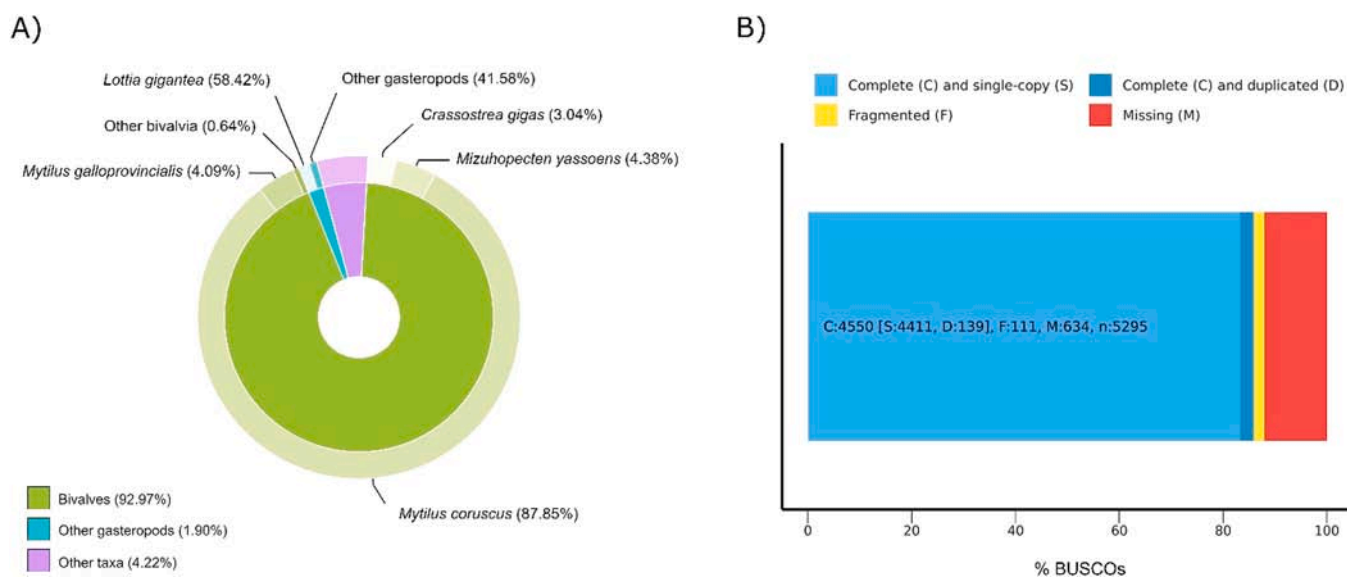 A)
Lottia gigantea (58.42%)
Other gasteropods (41.58%)
Other bivalvia (0.64%)
Crassostrea gigas (3.04%)
Mytilus galloprovincialis (4.09%)
Mizuhopecten yassoens (4.38%)
Mytilus coruscus (87.85%)
Bivalves (92.97%)
Other gasteropods (1.90%)
Other taxa (4.22%)
B)
Complete (C) and single-copy (S)
Complete (C) and duplicated (D)
Fragmented (F)
Missing (M)
C:4550 [S:4411, D:139], F:111, M:634, n:5295
0 20 40 60 80 100
% BUSCOs